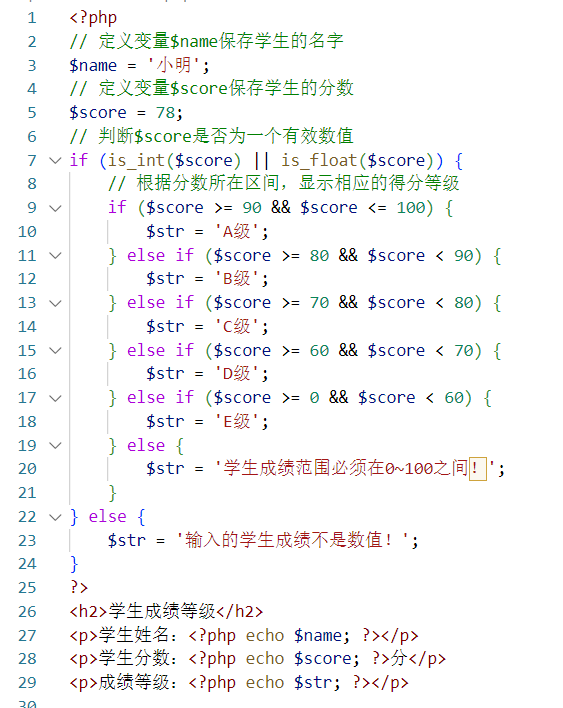 1 <?php
2 // 定义变量$name保存学生的名字
3 $name = '小明';
4 // 定义变量$score保存学生的分数
5 $score = 78;
6 // 判断$score是否为一个有效数值
7 if (is_int($score) || is_float($score)) {
8     // 根据分数所在区间，显示相应的得分等级
9     if ($score >= 90 && $score <= 100) {
10         $str = 'A级';
11     } else if ($score >= 80 && $score < 90) {
12         $str = 'B级';
13     } else if ($score >= 70 && $score < 80) {
14         $str = 'C级';
15     } else if ($score >= 60 && $score < 70) {
16         $str = 'D级';
17     } else if ($score >= 0 && $score < 60) {
18         $str = 'E级';
19     } else {
20         $str = '学生成绩范围必须在0~100之间！';
21     }
22 } else {
23     $str = '输入的学生成绩不是数值！';
24 }
25 ?>
26 <h2>学生成绩等级</h2>
27 <p>学生姓名：<?php echo $name; ?></p>
28 <p>学生分数：<?php echo $score; ?>分</p>
29 <p>成绩等级：<?php echo $str; ?></p>
30